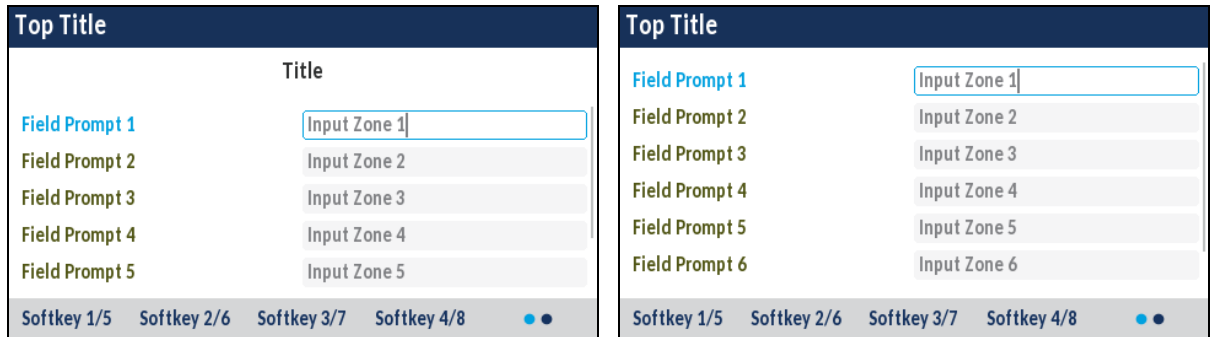 Top Title
Title
Field Prompt 1 Input Zone 1
Field Prompt 2 Input Zone 2
Field Prompt 3 Input Zone 3
Field Prompt 4 Input Zone 4
Field Prompt 5 Input Zone 5
Softkey 1/5 Softkey 2/6 Softkey 3/7 Softkey 4/8
Top Title
Field Prompt 1 Input Zone 1
Field Prompt 2 Input Zone 2
Field Prompt 3 Input Zone 3
Field Prompt 4 Input Zone 4
Field Prompt 5 Input Zone 5
Field Prompt 6 Input Zone 6
Softkey 1/5 Softkey 2/6 Softkey 3/7 Softkey 4/8